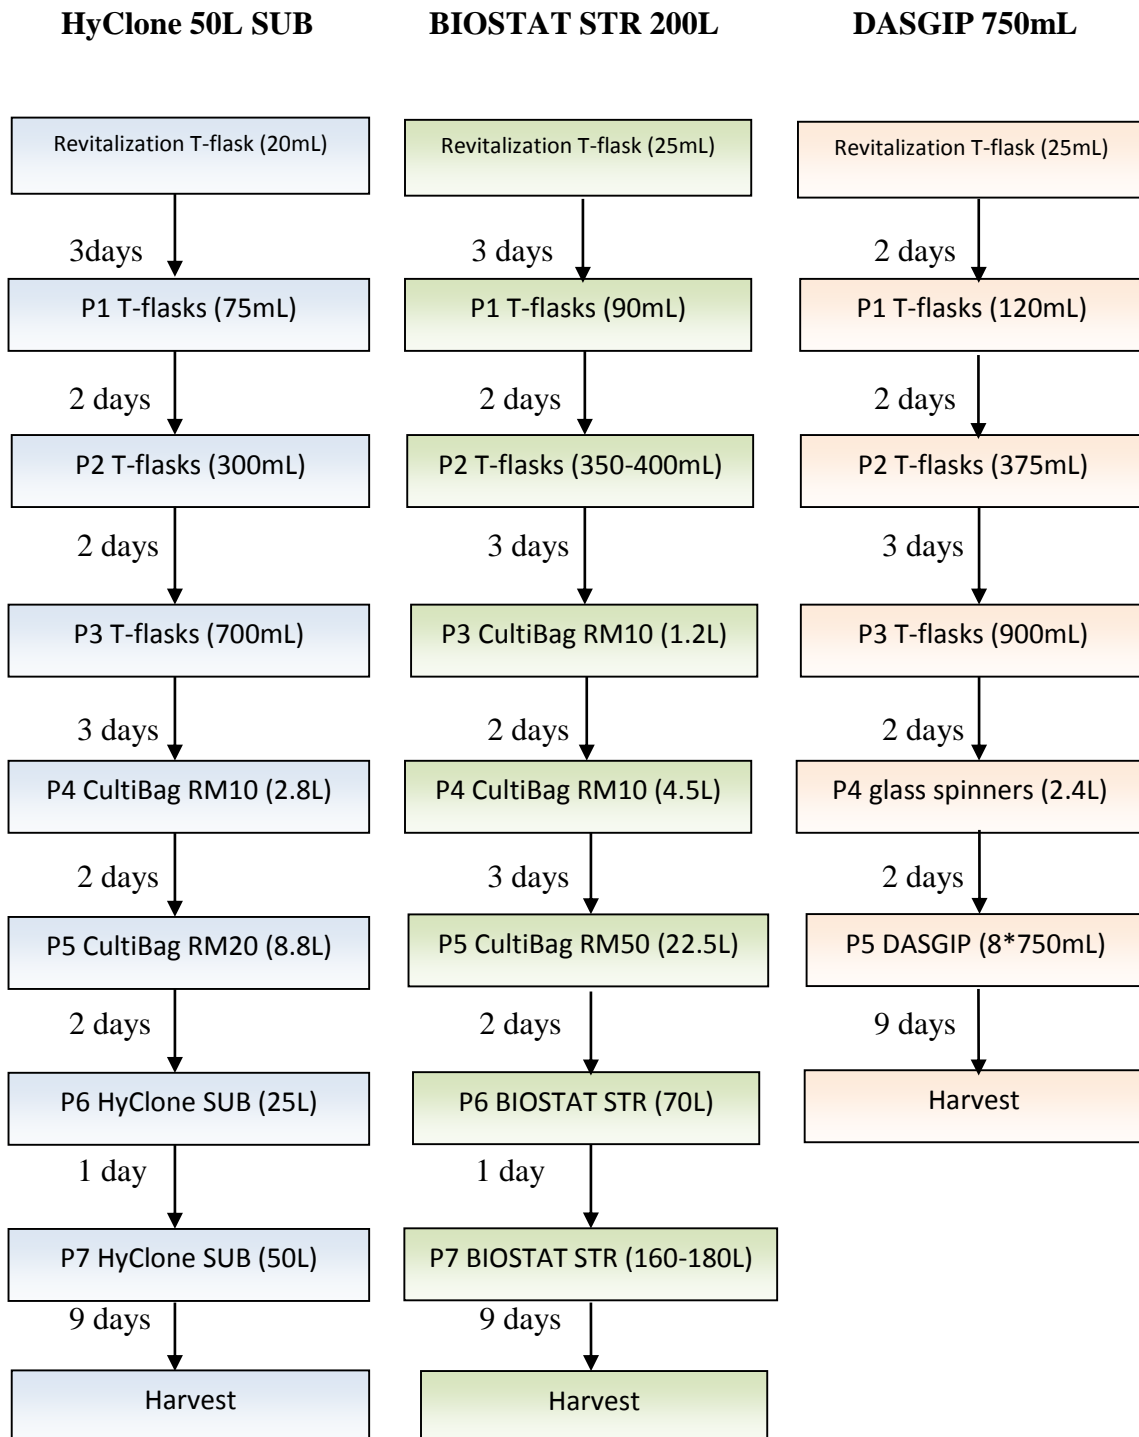 HyClone 50L SUB
Revitalization T-flask (20mL)
3days
P1 T-flasks (75mL)
2 days
P2 T-flasks (300mL)
2 days
P3 T-flasks (700mL)
3 days
P4 CultiBag RM10 (2.8L)
2 days
P5 CultiBag RM20 (8.8L)
2 days
P6 HyClone SUB (25L)
1 day
P7 HyClone SUB (50L)
9 days
Harvest
BIOSTAT STR 200L
Revitalization T-flask (25mL)
3 days
P1 T-flasks (90mL)
2 days
P2 T-flasks (350-400mL)
3 days
P3 CultiBag RM10 (1.2L)
2 days
P4 CultiBag RM10 (4.5L)
3 days
P5 CultiBag RM50 (22.5L)
2 days
P6 BIOSTAT STR (70L)
1 day
P7 BIOSTAT STR (160-180L)
9 days
Harvest
DASGIP 750mL
Revitalization T-flask (25mL)
2 days
P1 T-flasks (120mL)
2 days
P2 T-flasks (375mL)
3 days
P3 T-flasks (900mL)
2 days
P4 glass spinners (2.4L)
2 days
P5 DASGIP (8*750mL)
9 days
Harvest